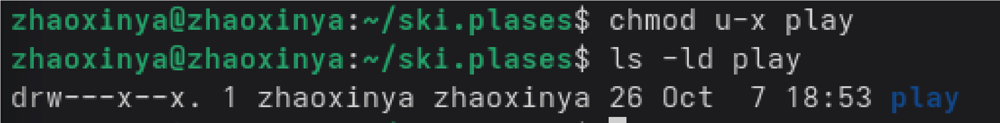 zhaoxinya@zhaoxinya:~/ski.plases$ chmod u-x play
zhaoxinya@zhaoxinya:~/ski.plases$ ls -ld play
drw---x--x. 1 zhaoxinya zhaoxinya 26 Oct  7 18:53 play